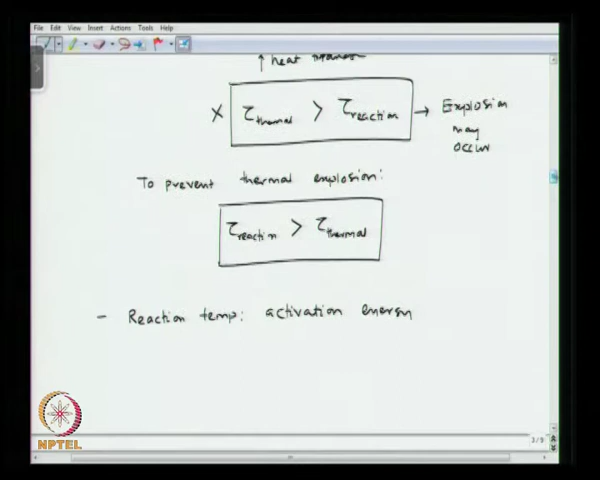 File Edit View Insert Actions Tools Help
↑ heat
× τthermal > τreaction → Explosion
may
occur
To prevent thermal explosion:
τreaction > τthermal
- Reaction temp: activation energy
NPTEL
3/9